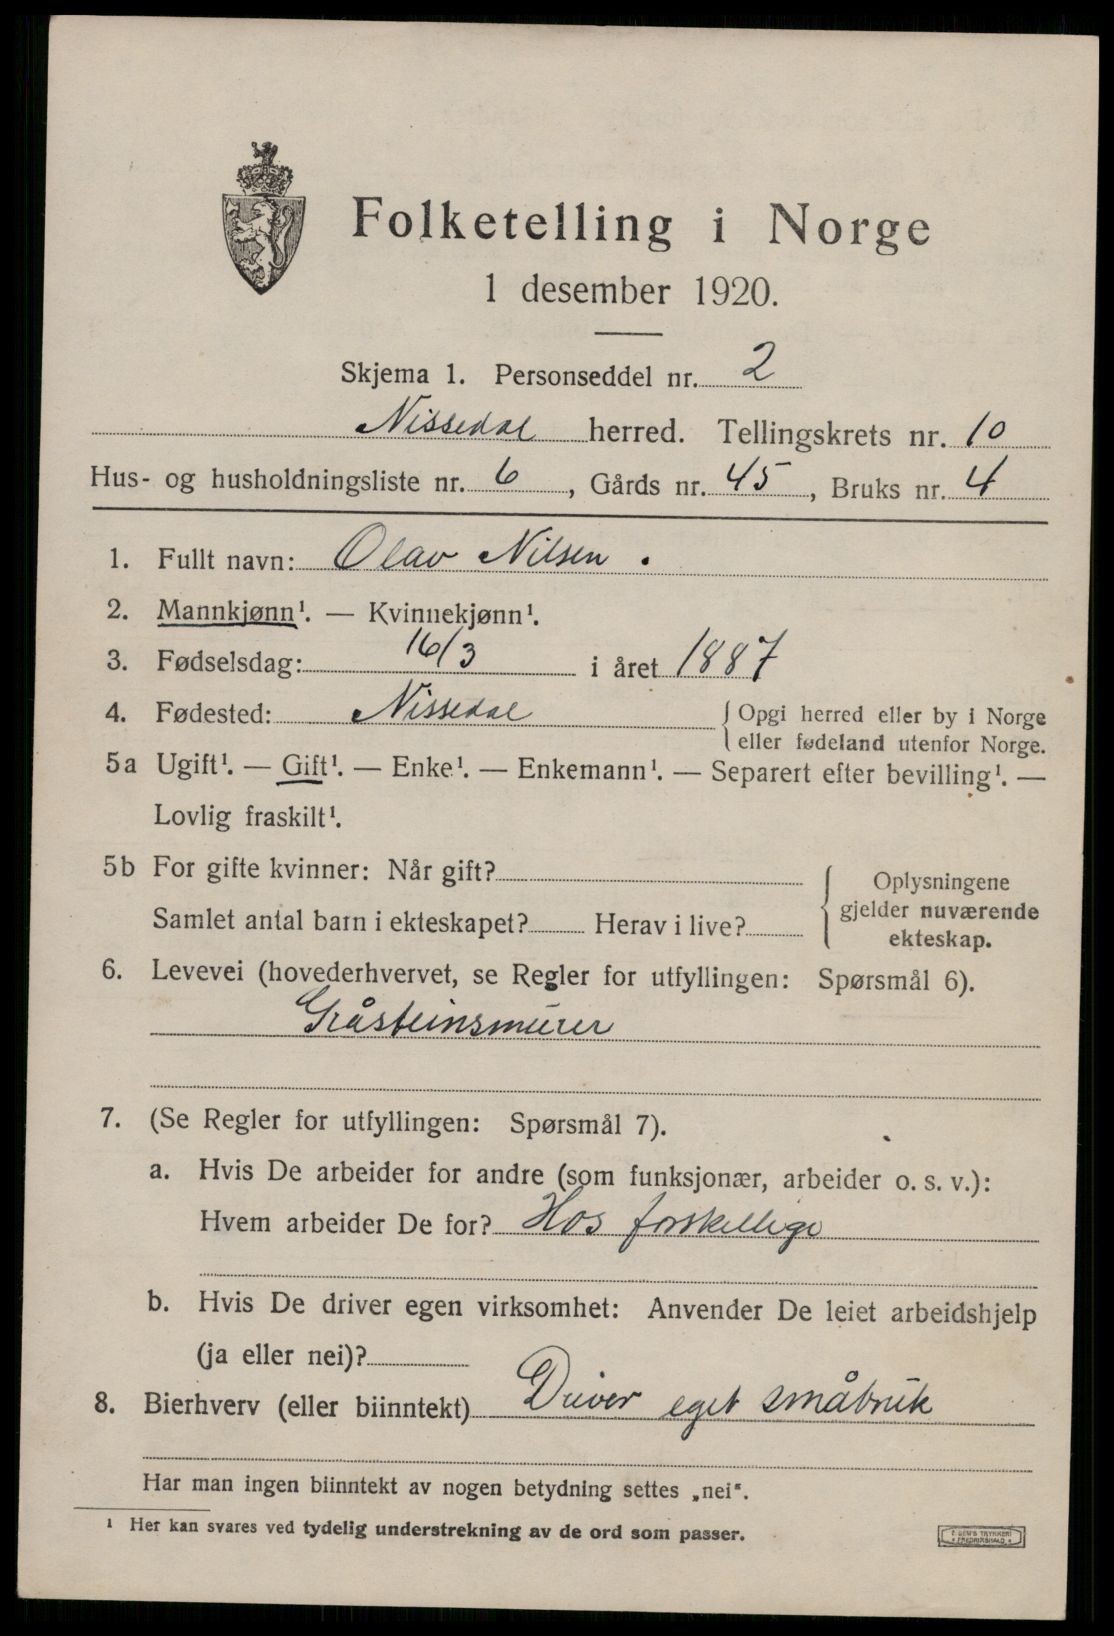 Folketelling i Norge
1 desember 1920.
Skjema 1. Personseddel nr. 2
Nissedal herred. Tellingskrets nr. 10
Hus- og husholdningsliste nr. 6, Gårds nr. 45, Bruks nr. 4
1. Fullt navn: Olav Nilsen.
2. Mannkjønn¹. — Kvinnekjønn¹.
3. Fødselsdag: 16/3 i året 1887
4. Fødested: Nissedal { Opgi herred eller by i Norge
eller fødeland utenfor Norge.
5a Ugift¹. — Gift¹. — Enke¹. — Enkemann¹. — Separert efter bevilling¹. —
Lovlig fraskilt¹.
5b For gifte kvinner: Når gift?
Samlet antal barn i ekteskapet? Herav i live?
{ Oplysningene
gjelder nuværende
ekteskap.
6. Levevei (hovederhvervet, se Regler for utfyllingen: Spørsmål 6).
Gråsteinsmurer
7. (Se Regler for utfyllingen: Spørsmål 7).
a. Hvis De arbeider for andre (som funksjonær, arbeider o. s. v.):
Hvem arbeider De for? Hos forskellige
b. Hvis De driver egen virksomhet: Anvender De leiet arbeidshjelp
(ja eller nei)?
8. Bierhverv (eller biinntekt) Driver eget småbruk
Har man ingen biinntekt av nogen betydning settes „nei“.
¹ Her kan svares ved tydelig understrekning av de ord som passer.